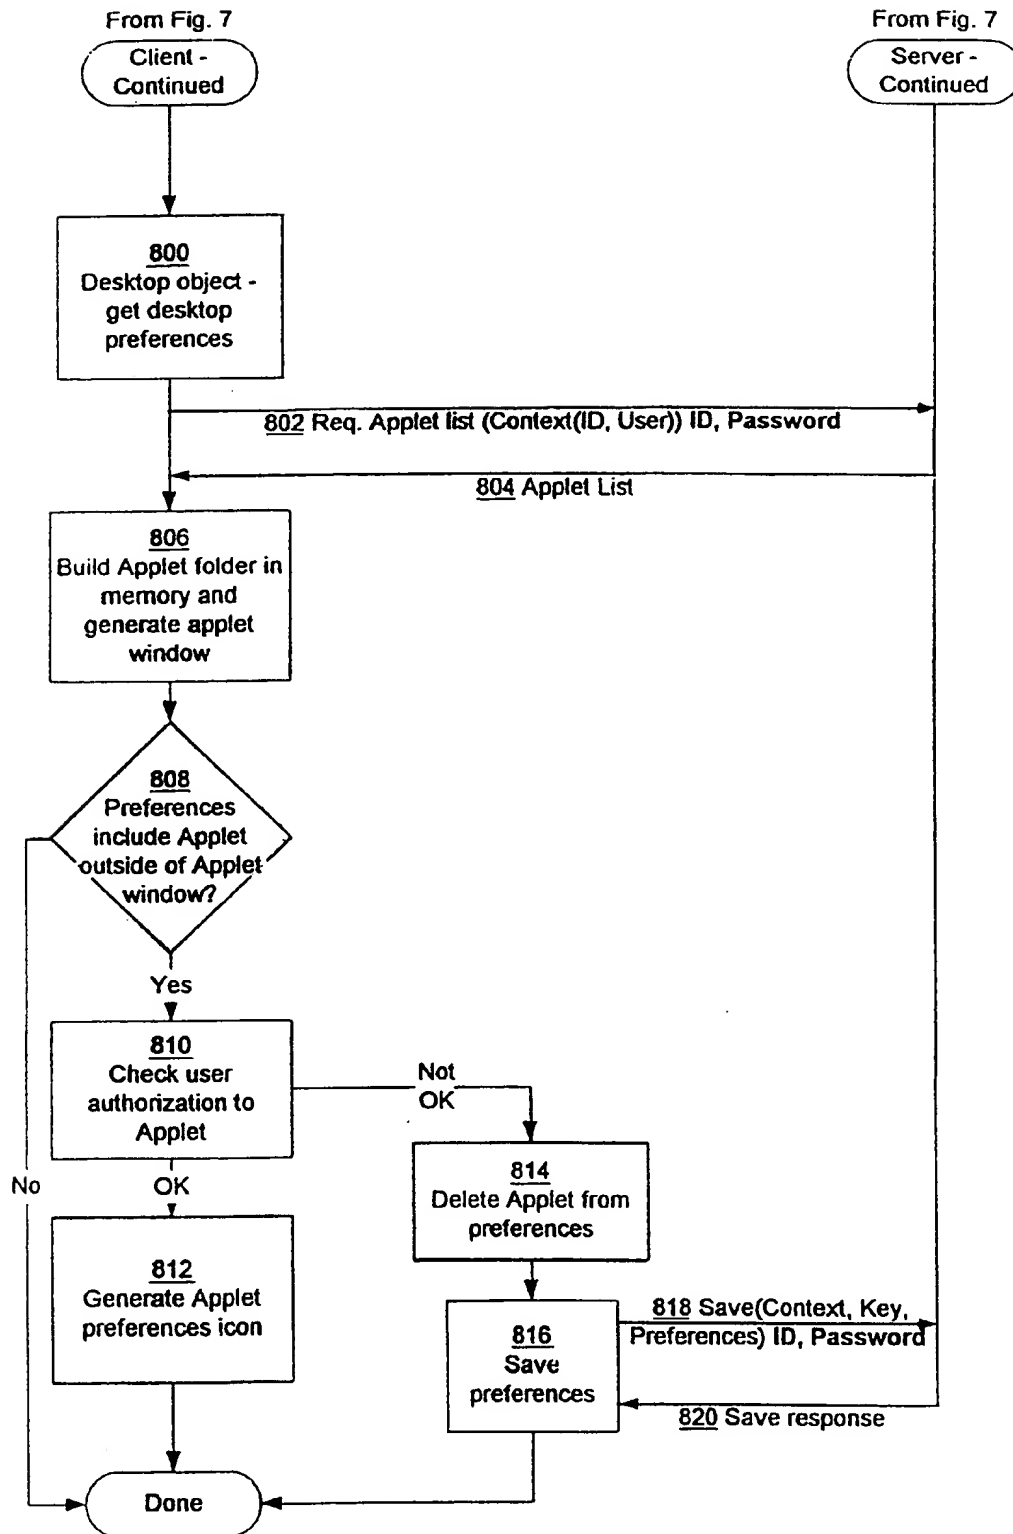 From Fig. 7
Client -
Continued
From Fig. 7
Server -
Continued
800
Desktop object -
get desktop
preferences
802 Req. Applet list (Context(ID, User)) ID, Password
804 Applet List
806
Build Applet folder in
memory and
generate applet
window
808
Preferences
include Applet
outside of Applet
window?
Yes
810
Check user
authorization to
Applet
Not
OK
No
OK
814
Delete Applet from
preferences
812
Generate Applet
preferences icon
816
Save
preferences
818 Save(Context, Key,
Preferences) ID, Password
820 Save response
Done